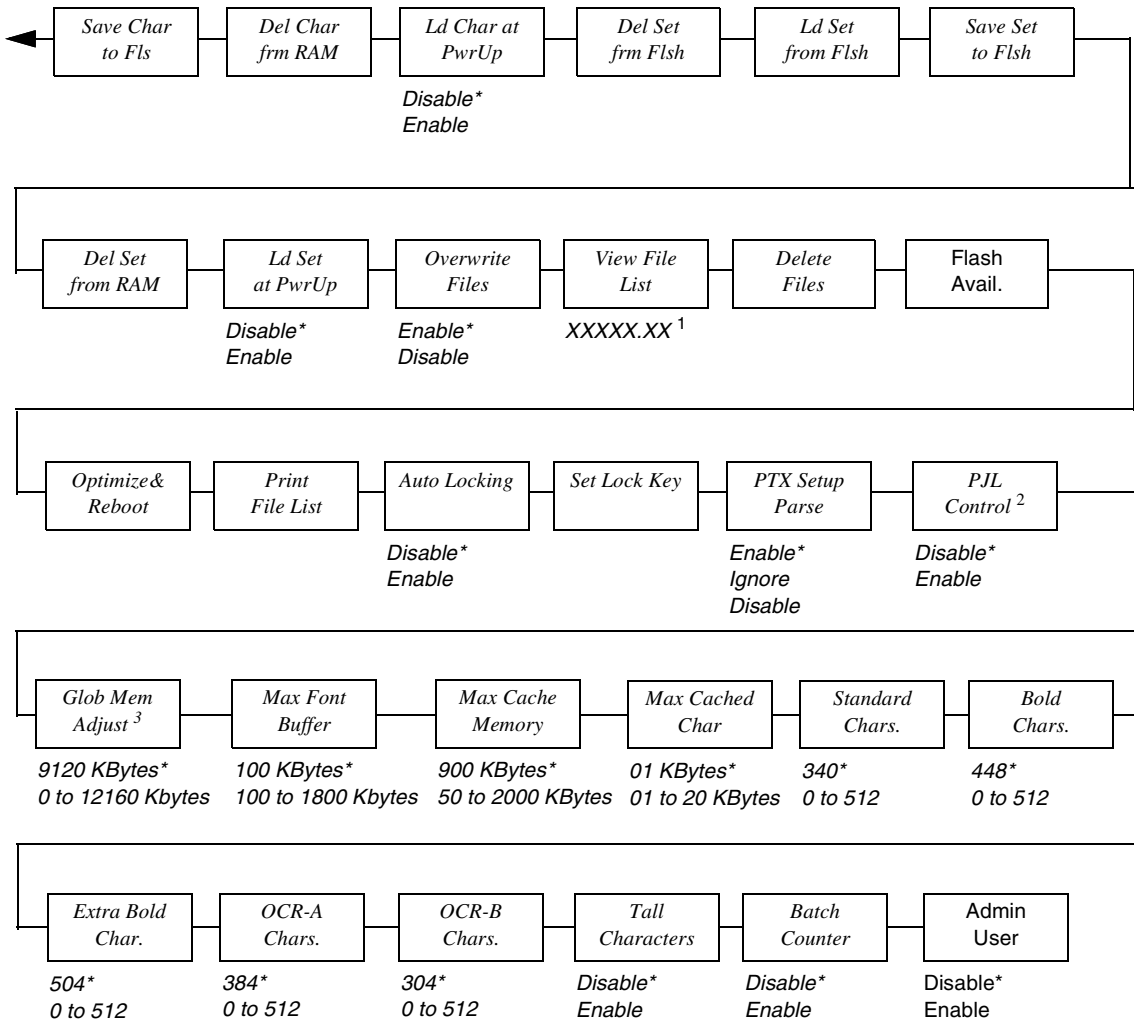 Save Char
to Fls
Del Char
frm RAM
Ld Char at
PwrUp
Disable*
Enable
Del Set
frm Flsh
Ld Set
from Flsh
Save Set
to Flsh
Del Set
from RAM
Ld Set
at PwrUp
Disable*
Enable
Overwrite
Files
Enable*
Disable
View File
List
XXXXX.XX 1
Delete
Files
Flash
Avail.
Optimize&
Reboot
Print
File List
Auto Locking
Disable*
Enable
Set Lock Key
PTX Setup
Parse
Enable*
Ignore
Disable
PJL
Control 2
Disable*
Enable
Glob Mem
Adjust 3
9120 KBytes*
0 to 12160 Kbytes
Max Font
Buffer
100 KBytes*
100 to 1800 Kbytes
Max Cache
Memory
900 KBytes*
50 to 2000 KBytes
Max Cached
Char
01 KBytes*
01 to 20 KBytes
Standard
Chars.
340*
0 to 512
Bold
Chars.
448*
0 to 512
Extra Bold
Char.
504*
0 to 512
OCR-A
Chars.
384*
0 to 512
OCR-B
Chars.
304*
0 to 512
Tall
Characters
Disable*
Enable
Batch
Counter
Disable*
Enable
Admin
User
Disable*
Enable